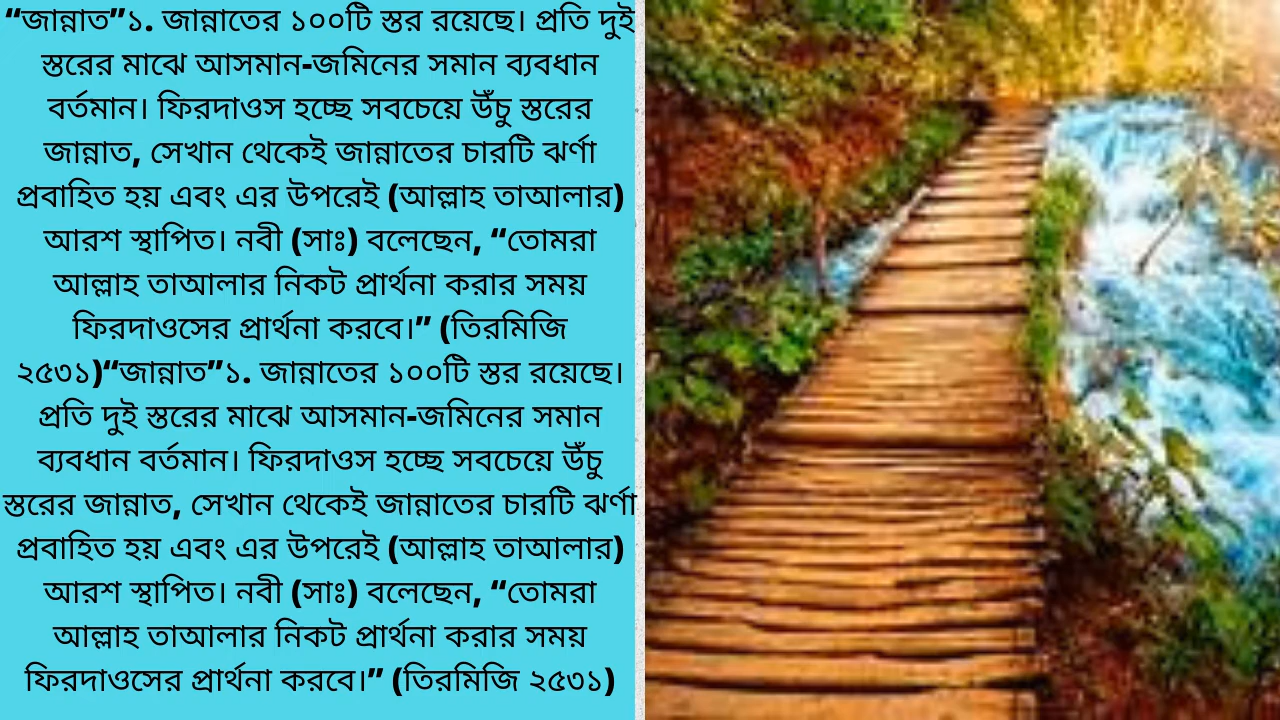 “জান্নাত”১. জান্নাতের ১০০টি স্তর রয়েছে। প্রতি দুই
স্তরের মাঝে আসমান-জমিনের সমান ব্যবধান
বর্তমান। ফিরদাওস হচ্ছে সবচেয়ে উঁচু স্তরের
জান্নাত, সেখান থেকেই জান্নাতের চারটি ঝর্ণা
প্রবাহিত হয় এবং এর উপরেই (আল্লাহ তাআলার)
আরশ স্থাপিত। নবী (সাঃ) বলেছেন, “তোমরা
আল্লাহ তাআলার নিকট প্রার্থনা করার সময়
ফিরদাওসের প্রার্থনা করবে।” (তিরমিজি
২৫৩১)“জান্নাত”১. জান্নাতের ১০০টি স্তর রয়েছে।
প্রতি দুই স্তরের মাঝে আসমান-জমিনের সমান
ব্যবধান বর্তমান। ফিরদাওস হচ্ছে সবচেয়ে উঁচু
স্তরের জান্নাত, সেখান থেকেই জান্নাতের চারটি ঝর্ণা
প্রবাহিত হয় এবং এর উপরেই (আল্লাহ তাআলার)
আরশ স্থাপিত। নবী (সাঃ) বলেছেন, “তোমরা
আল্লাহ তাআলার নিকট প্রার্থনা করার সময়
ফিরদাওসের প্রার্থনা করবে।” (তিরমিজি ২৫৩১)